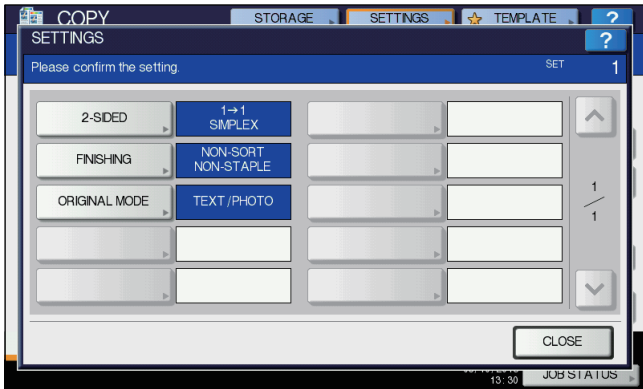 COPY
STORAGE
SETTINGS
TEMPLATE
?
SETTINGS
?
Please confirm the setting.
SET 1
2-SIDED
1→1
SIMPLEX
FINISHING
NON-SORT
NON-STAPLE
ORIGINAL MODE
TEXT/PHOTO
1
1
CLOSE
13:30
JOB STATUS